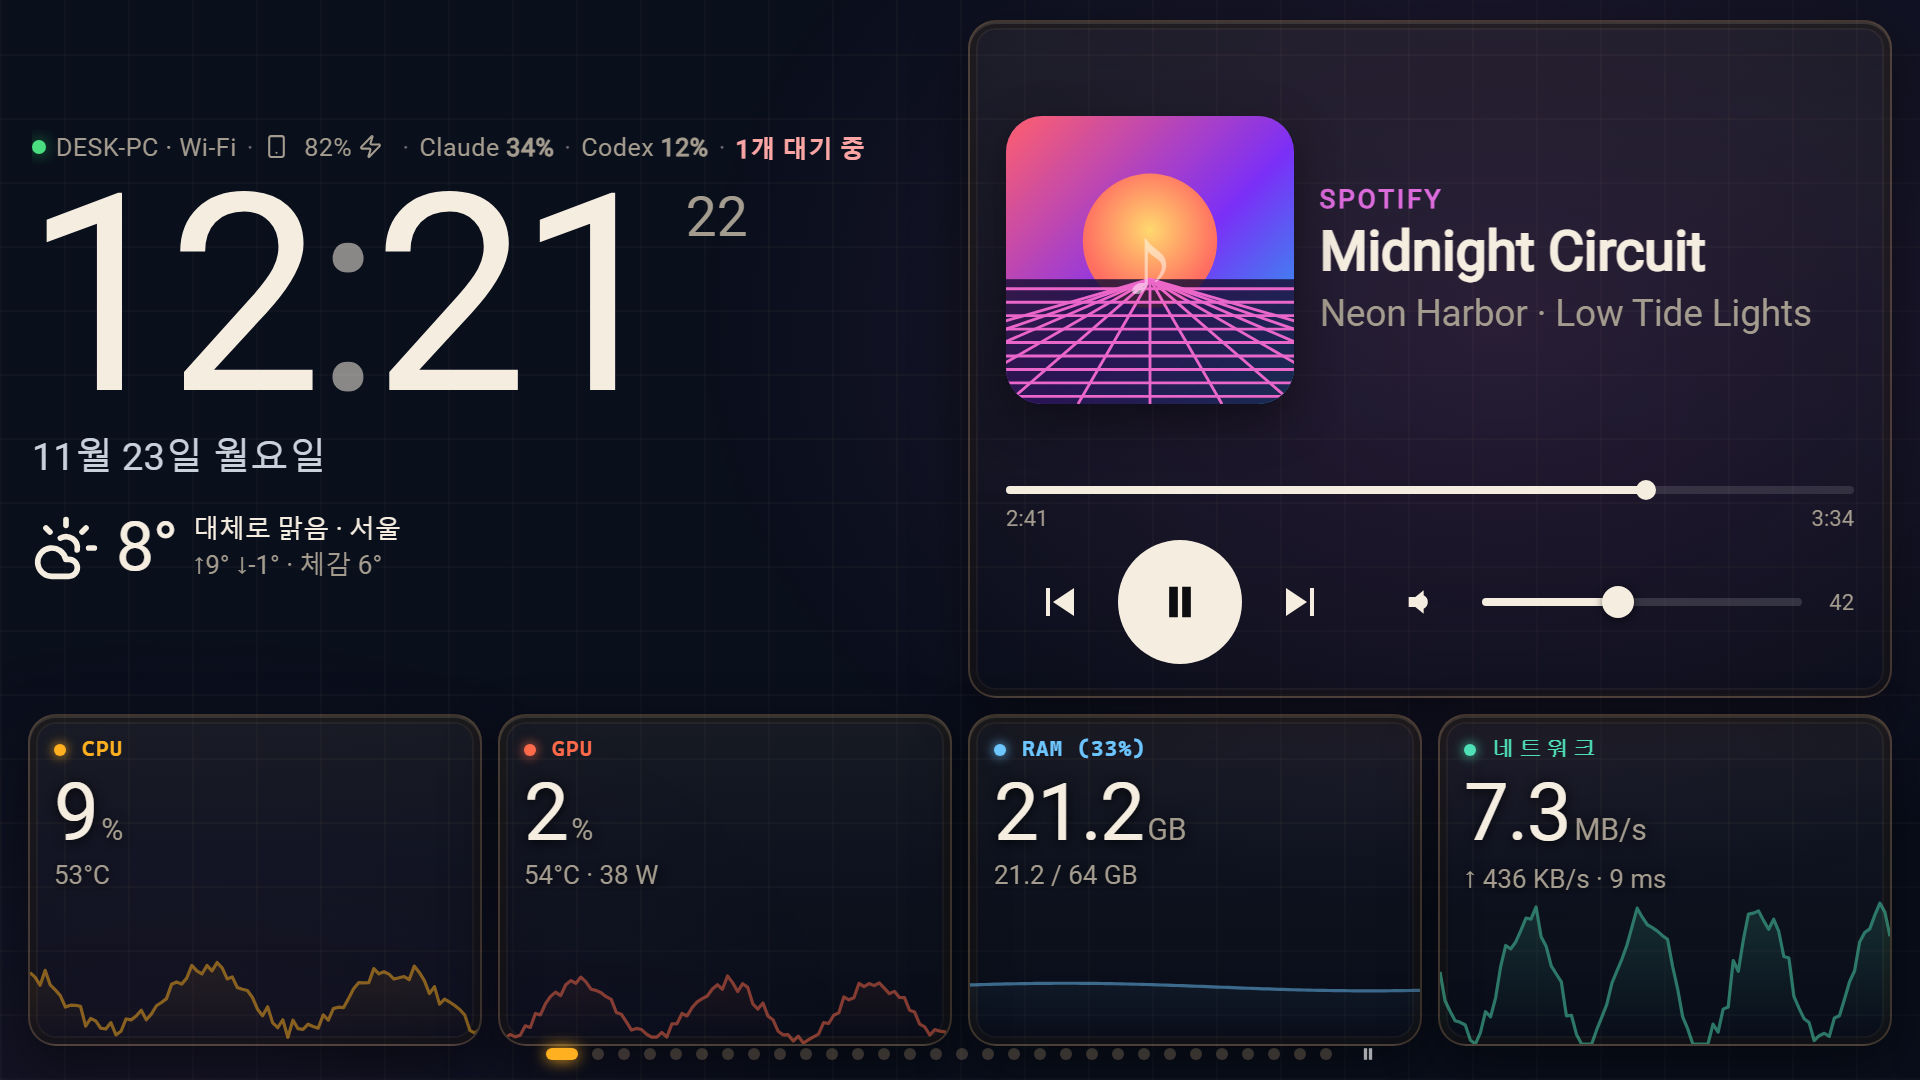 DESK-PC · Wi-Fi · 82% · Claude 34% · Codex 12% · 1개 대기 중
12:21 22
11월 23일 월요일
8° 대체로 맑음 · 서울
↑9° ↓-1° · 체감 6°
SPOTIFY
Midnight Circuit
Neon Harbor · Low Tide Lights
2:41 3:34
42
CPU
9%
53°C
GPU
2%
54°C · 38 W
RAM (33%)
21.2GB
21.2 / 64 GB
네트워크
7.3MB/s
↑ 436 KB/s · 9 ms